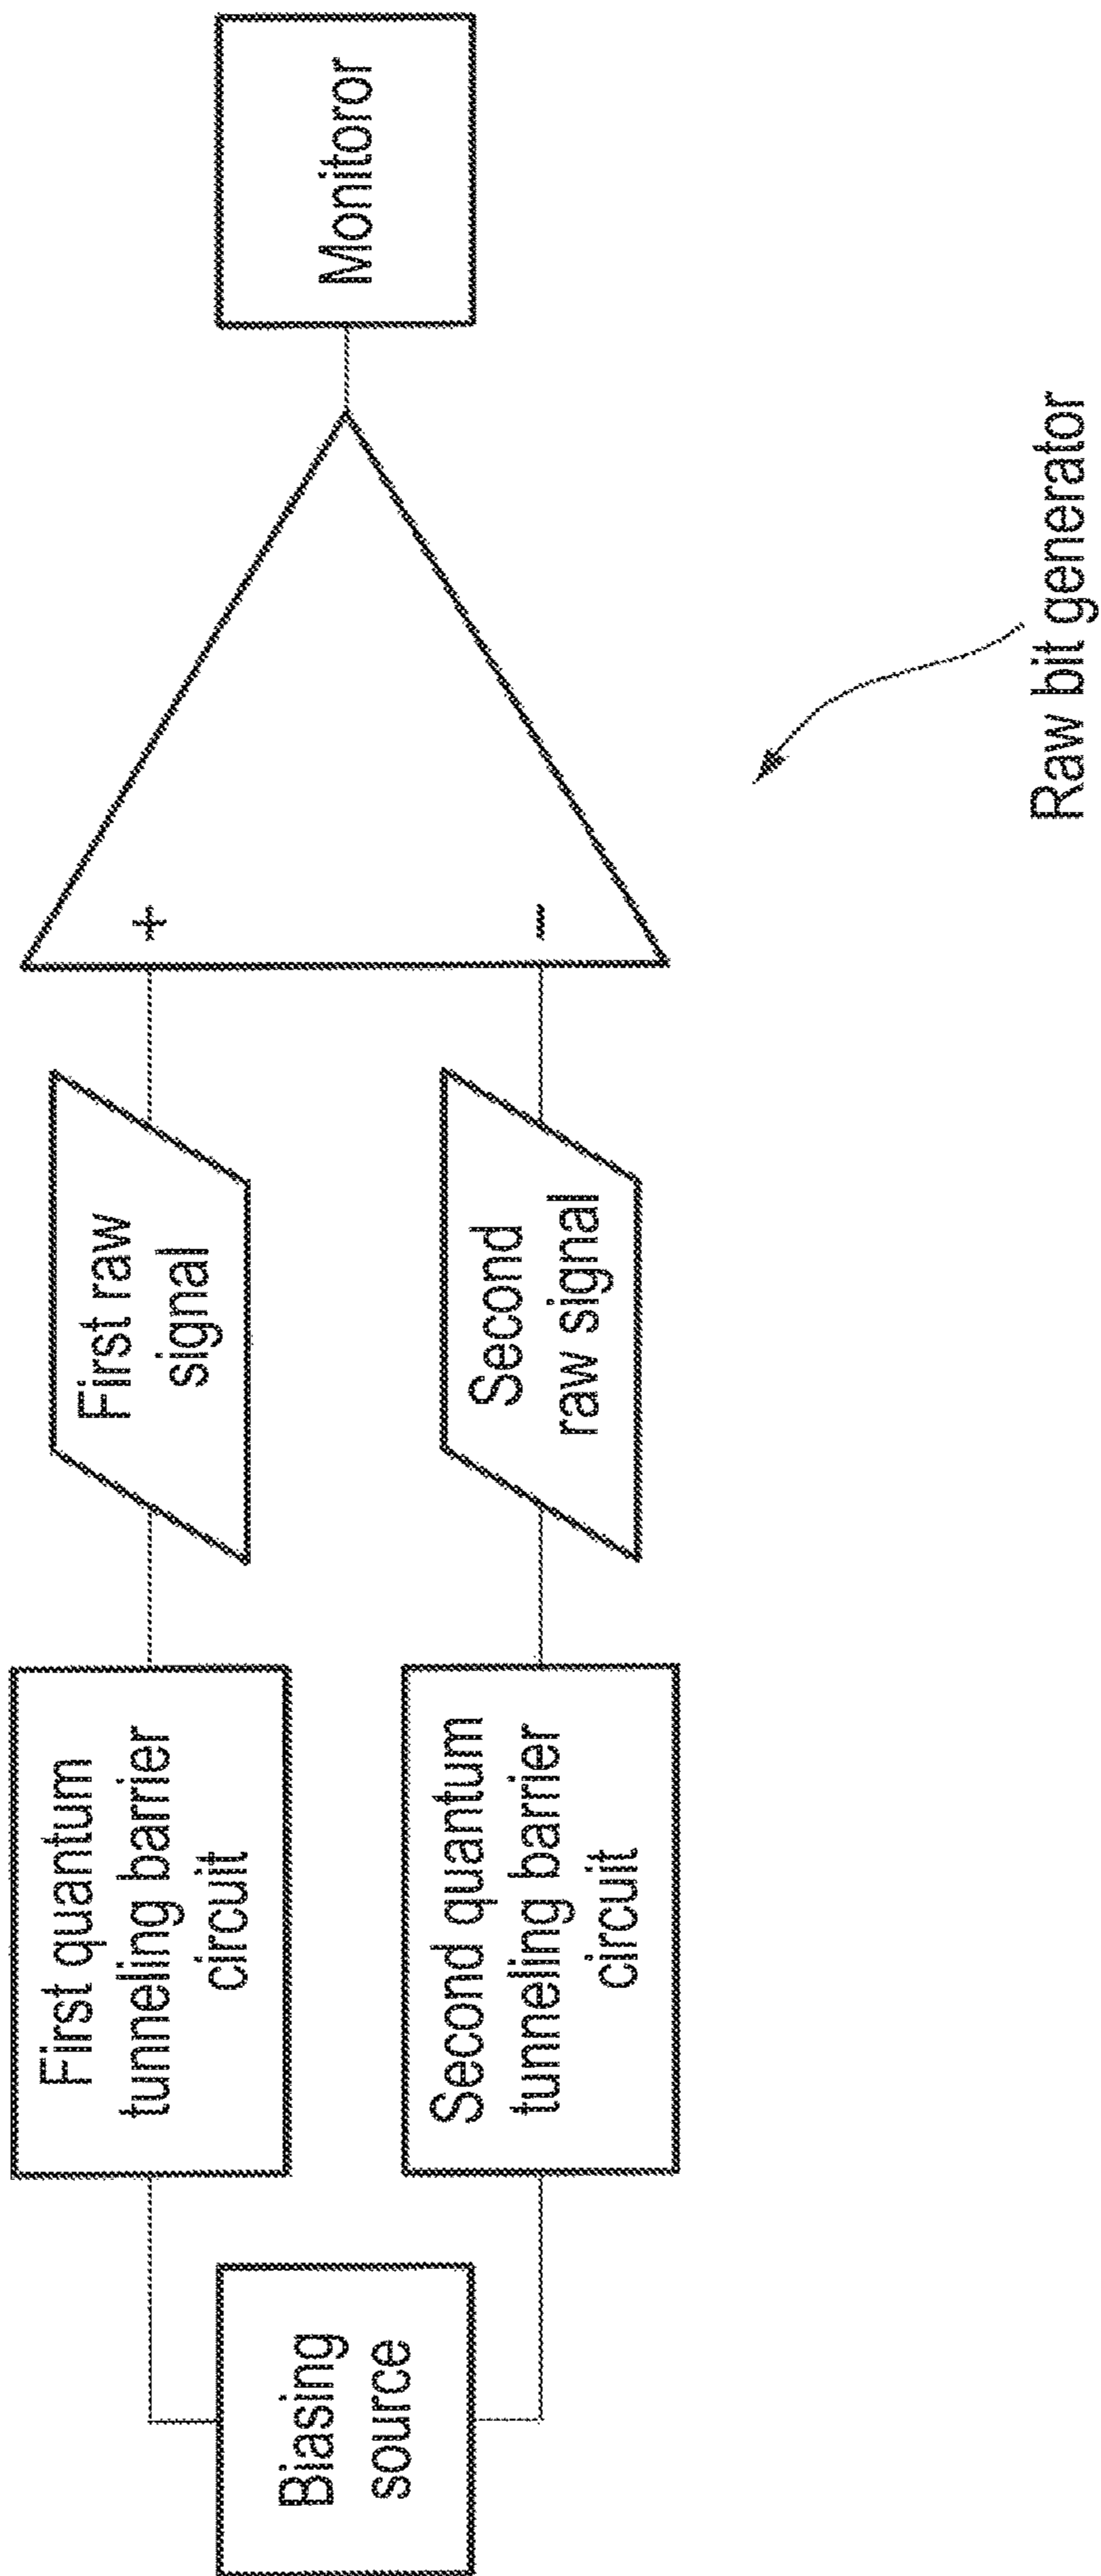 Biasing
source
First quantum
tunneling barrier
circuit
Second quantum
tunneling barrier
circuit
First raw
signal
Second
raw signal
+
−
Monitoror
Raw bit generator